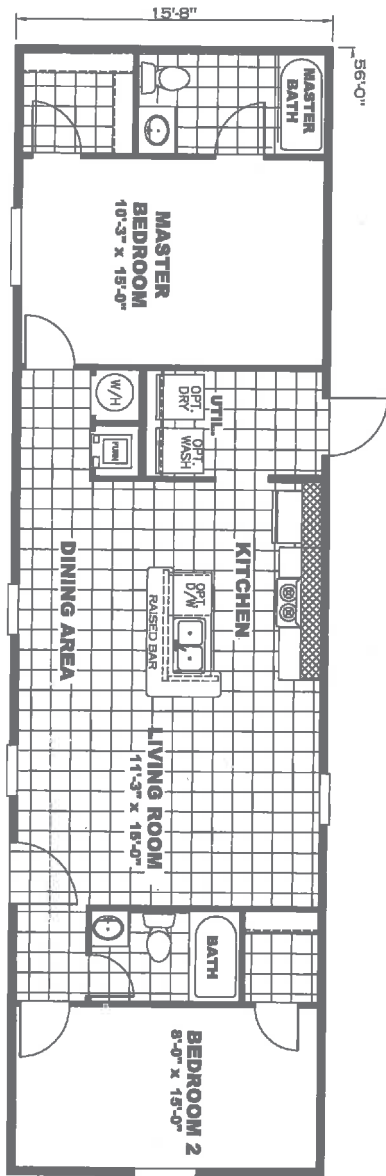 15'-8"
56'-0"
MASTER
BATH
MASTER
BEDROOM
10'-3" x 15'-0"
W/H
FURN
OPT.
DRY
OPT.
WASH
UTIL.
KITCHEN
OPT.
D/W
RAISED BAR
DINING AREA
LIVING ROOM
11'-3" x 15'-0"
BATH
BEDROOM 2
8'-0" x 15'-0"